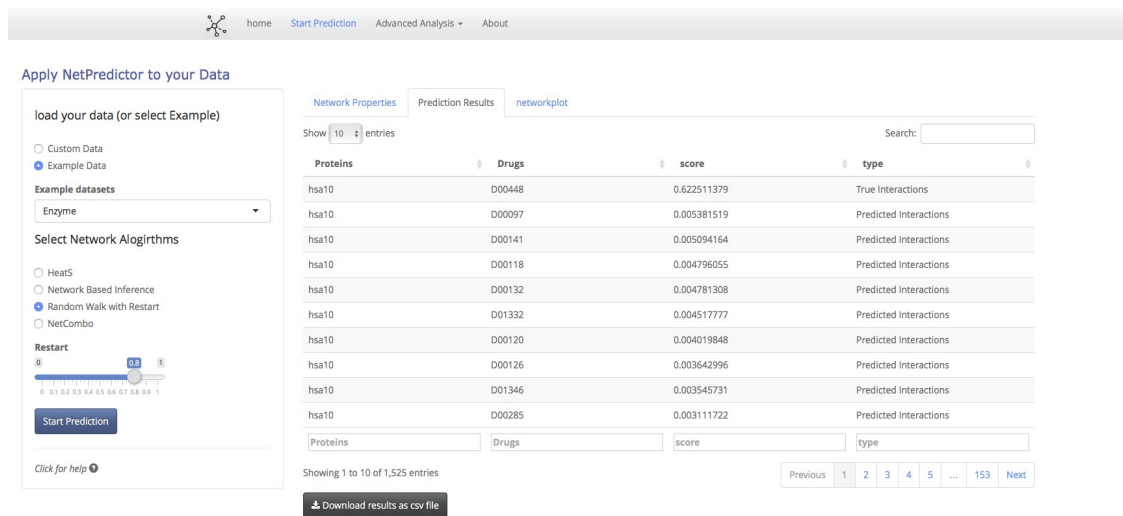 home Start Prediction Advanced Analysis About
Apply NetPredictor to your Data
load your data (or select Example)
Custom Data
Example Data
Example datasets
Enzyme
Select Network Alogirthms
HeatS
Network Based Inference
Random Walk with Restart
NetCombo
Restart
0 0.8 1
0 0.1 0.2 0.3 0.4 0.5 0.6 0.7 0.8 0.9 1
Start Prediction
Click for help
Network Properties Prediction Results networkplot
Show 10 entries Search:
Proteins Drugs score type
hsa10 D00448 0.622511379 True Interactions
hsa10 D00097 0.005381519 Predicted Interactions
hsa10 D00141 0.005094164 Predicted Interactions
hsa10 D00118 0.004796055 Predicted Interactions
hsa10 D00132 0.004781308 Predicted Interactions
hsa10 D01332 0.004517777 Predicted Interactions
hsa10 D00120 0.004019848 Predicted Interactions
hsa10 D00126 0.003642996 Predicted Interactions
hsa10 D01346 0.003545731 Predicted Interactions
hsa10 D00285 0.003111722 Predicted Interactions
Proteins Drugs score type
Showing 1 to 10 of 1,525 entries Previous 1 2 3 4 5 ... 153 Next
Download results as csv file